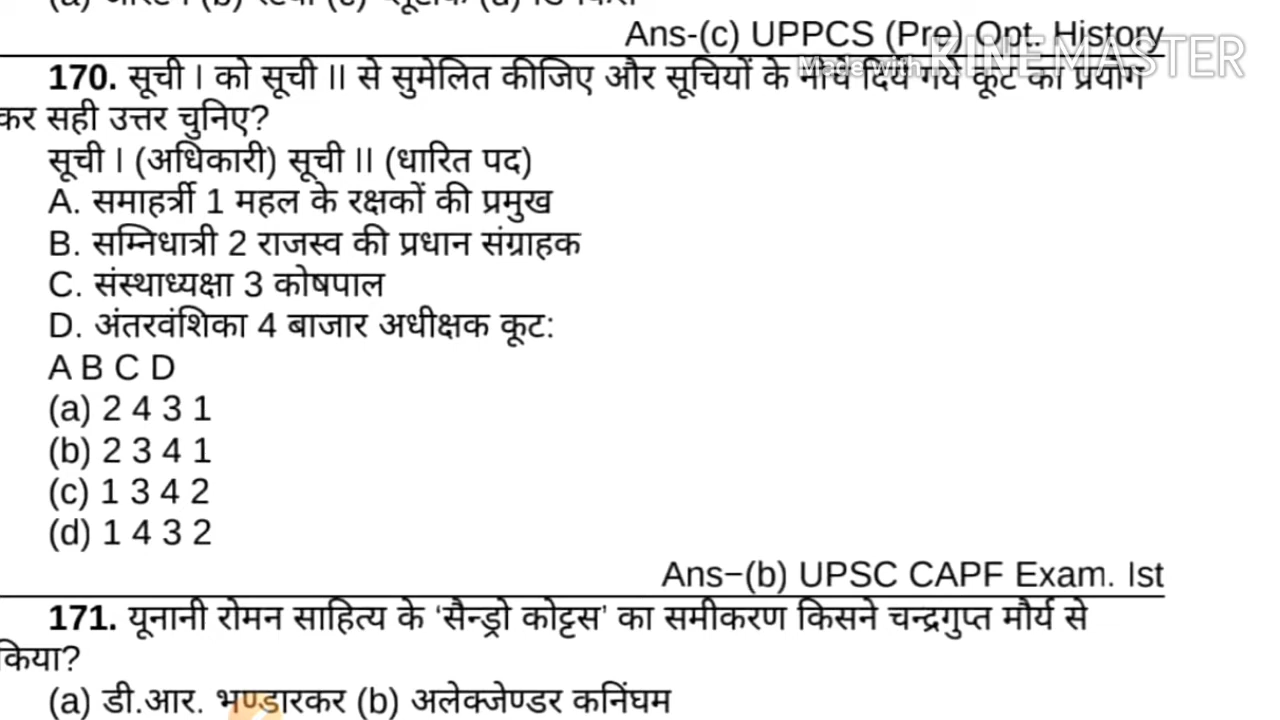 Ans-(c) UPPCS (Pre) Opt. History
Made with KINEMASTER
170. सूची I को सूची II से सुमेलित कीजिए और सूचियों के नीचे दिये गये कूट का प्रयोग
कर सही उत्तर चुनिए?
सूची I (अधिकारी) सूची II (धारित पद)
A. समाहर्त्री 1 महल के रक्षकों की प्रमुख
B. सन्निधात्री 2 राजस्व की प्रधान संग्राहक
C. संस्थाध्यक्षा 3 कोषपाल
D. अंतरवंशिका 4 बाजार अधीक्षक कूट:
A B C D
(a) 2 4 3 1
(b) 2 3 4 1
(c) 1 3 4 2
(d) 1 4 3 2
Ans–(b) UPSC CAPF Exam. Ist
171. यूनानी रोमन साहित्य के ‘सैन्ड्रो कोट्टस’ का समीकरण किसने चन्द्रगुप्त मौर्य से
किया?
(a) डी.आर. भण्डारकर (b) अलेक्जेण्डर कनिंघम